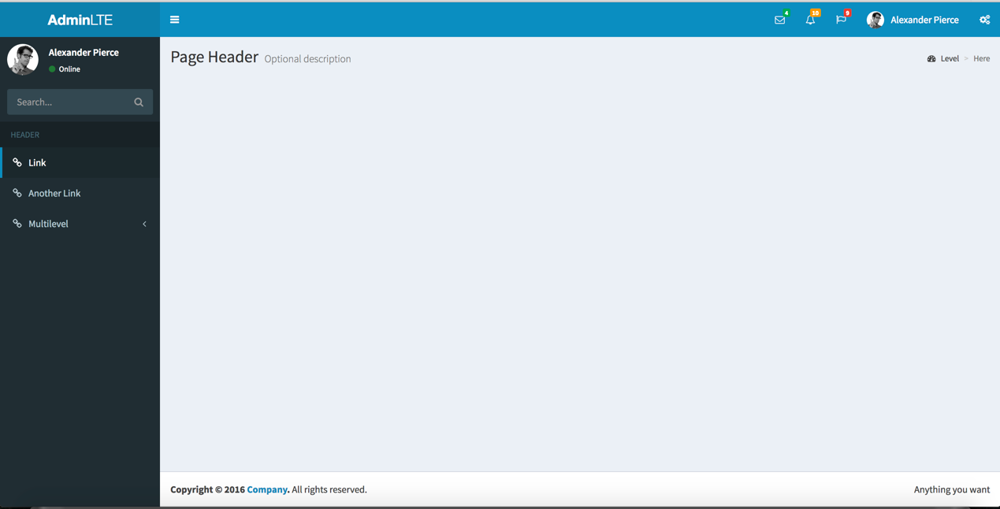 AdminLTE
4
10
9
Alexander Pierce
Alexander Pierce
Online
Search...
HEADER
Link
Another Link
Multilevel
Page Header Optional description
Level > Here
Copyright © 2016 Company. All rights reserved.
Anything you want